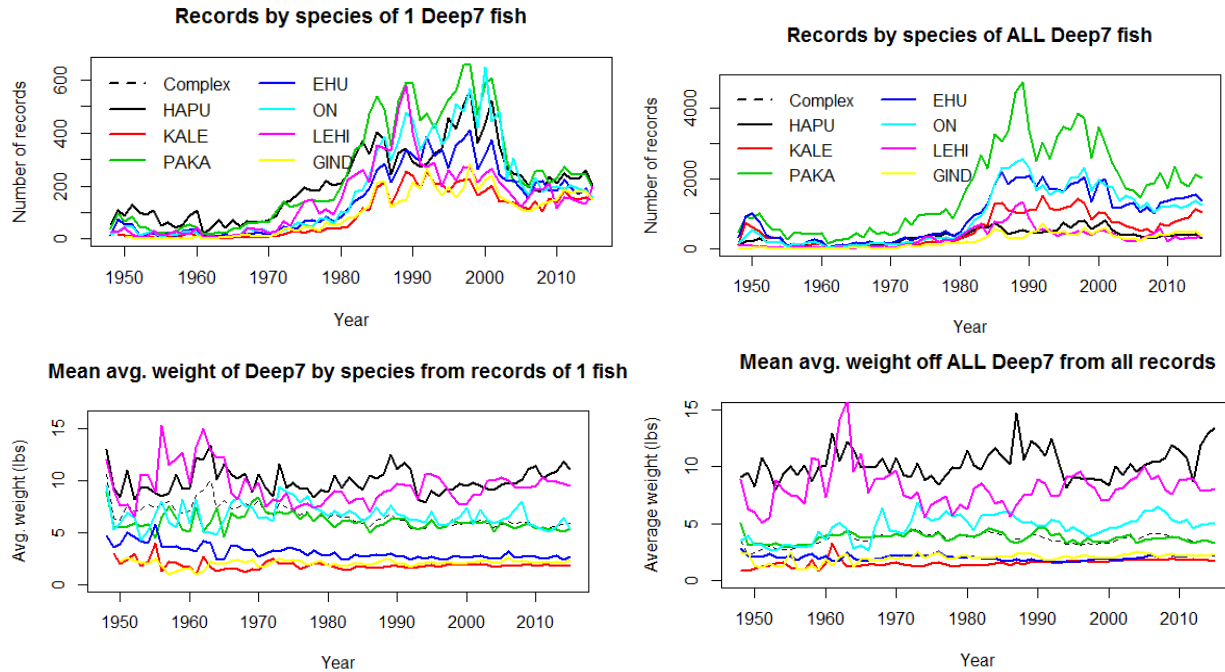 Records by species of 1 Deep7 fish
Number of records
0 200 400 600
Complex
HAPU
KALE
PAKA
EHU
ON
LEHI
GIND
1950 1960 1970 1980 1990 2000 2010
Year
Records by species of ALL Deep7 fish
Number of records
0 2000 4000
Complex
HAPU
KALE
PAKA
EHU
ON
LEHI
GIND
1950 1960 1970 1980 1990 2000 2010
Year
Mean avg. weight of Deep7 by species from records of 1 fish
Avg. weight (lbs)
0 5 10 15
1950 1960 1970 1980 1990 2000 2010
Year
Mean avg. weight off ALL Deep7 from all records
Average weight (lbs)
0 5 10 15
1950 1960 1970 1980 1990 2000 2010
Year